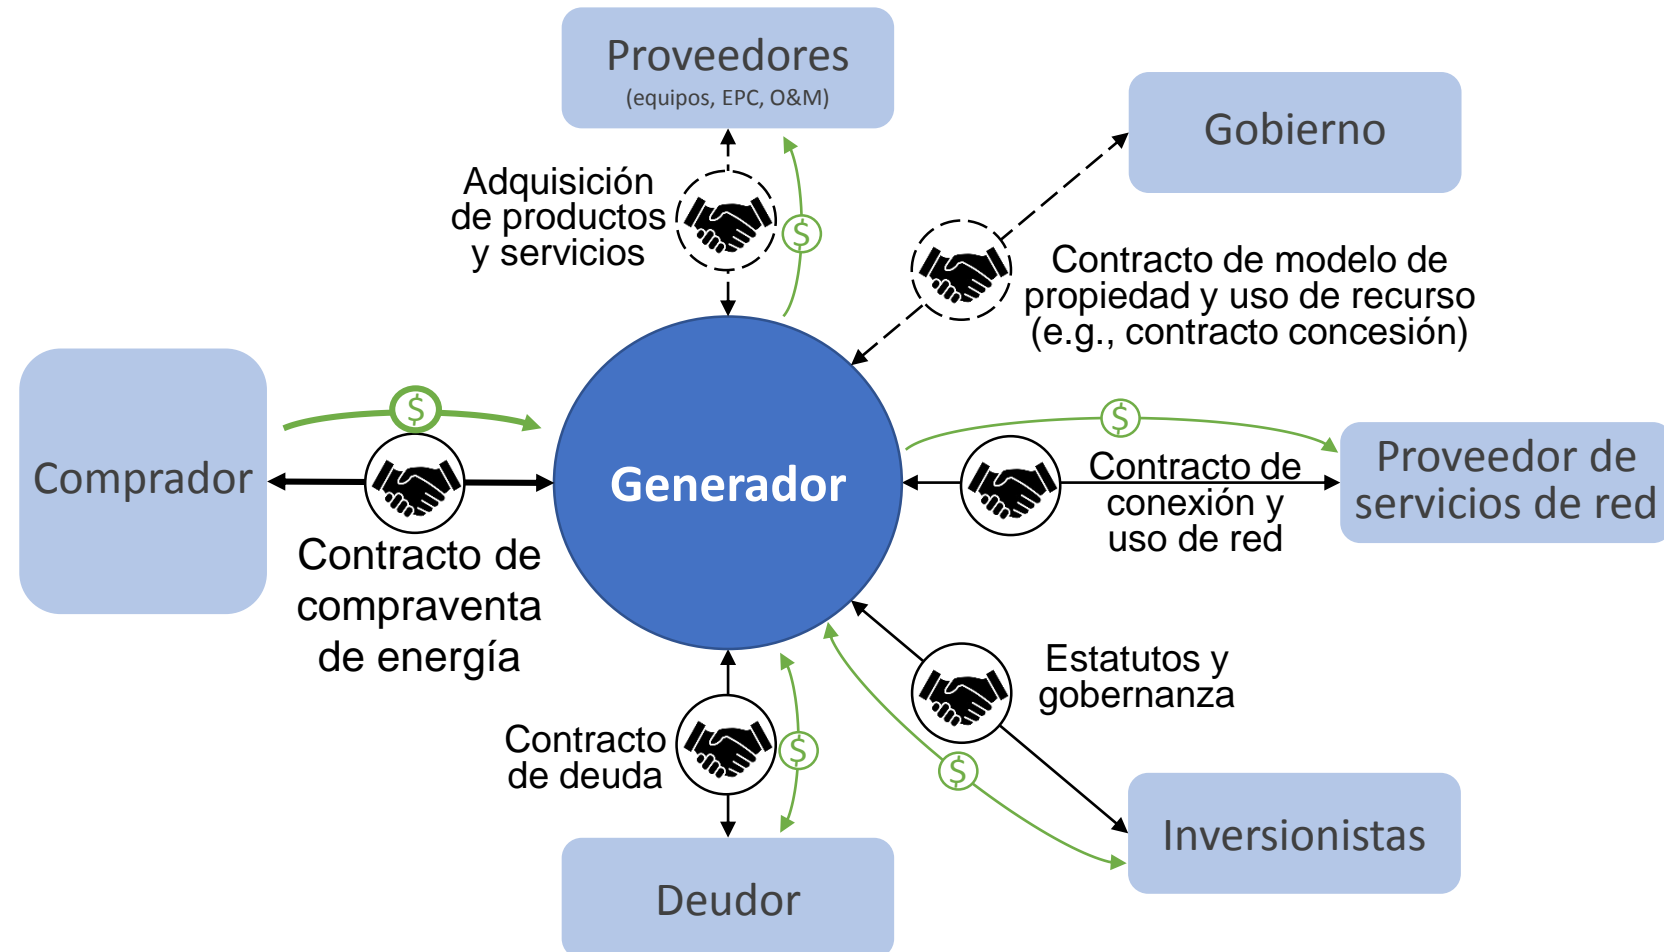 Proveedores
(equipos, EPC, O&M)
Gobierno
Adquisición
de productos
y servicios
$
Contracto de modelo de
propiedad y uso de recurso
(e.g., contracto concesión)
$
$
Comprador
Generador
Contracto de
conexión y
uso de red
Proveedor de
servicios de red
Contracto de
compraventa
de energía
Estatutos y
gobernanza
Contracto
de deuda
$
$
Inversionistas
Deudor